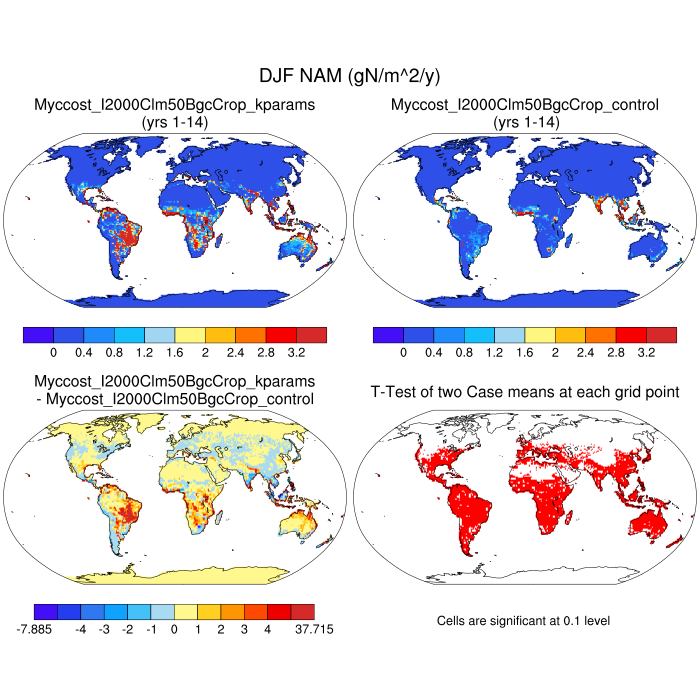 DJF NAM (gN/m^2/y)
Myccost_I2000Clm50BgcCrop_kparams
(yrs 1-14)
Myccost_I2000Clm50BgcCrop_control
(yrs 1-14)
0 0.4 0.8 1.2 1.6 2 2.4 2.8 3.2
0 0.4 0.8 1.2 1.6 2 2.4 2.8 3.2
Myccost_I2000Clm50BgcCrop_kparams
- Myccost_I2000Clm50BgcCrop_control
T-Test of two Case means at each grid point
-7.885 -4 -3 -2 -1 0 1 2 3 4 37.715
Cells are significant at 0.1 level